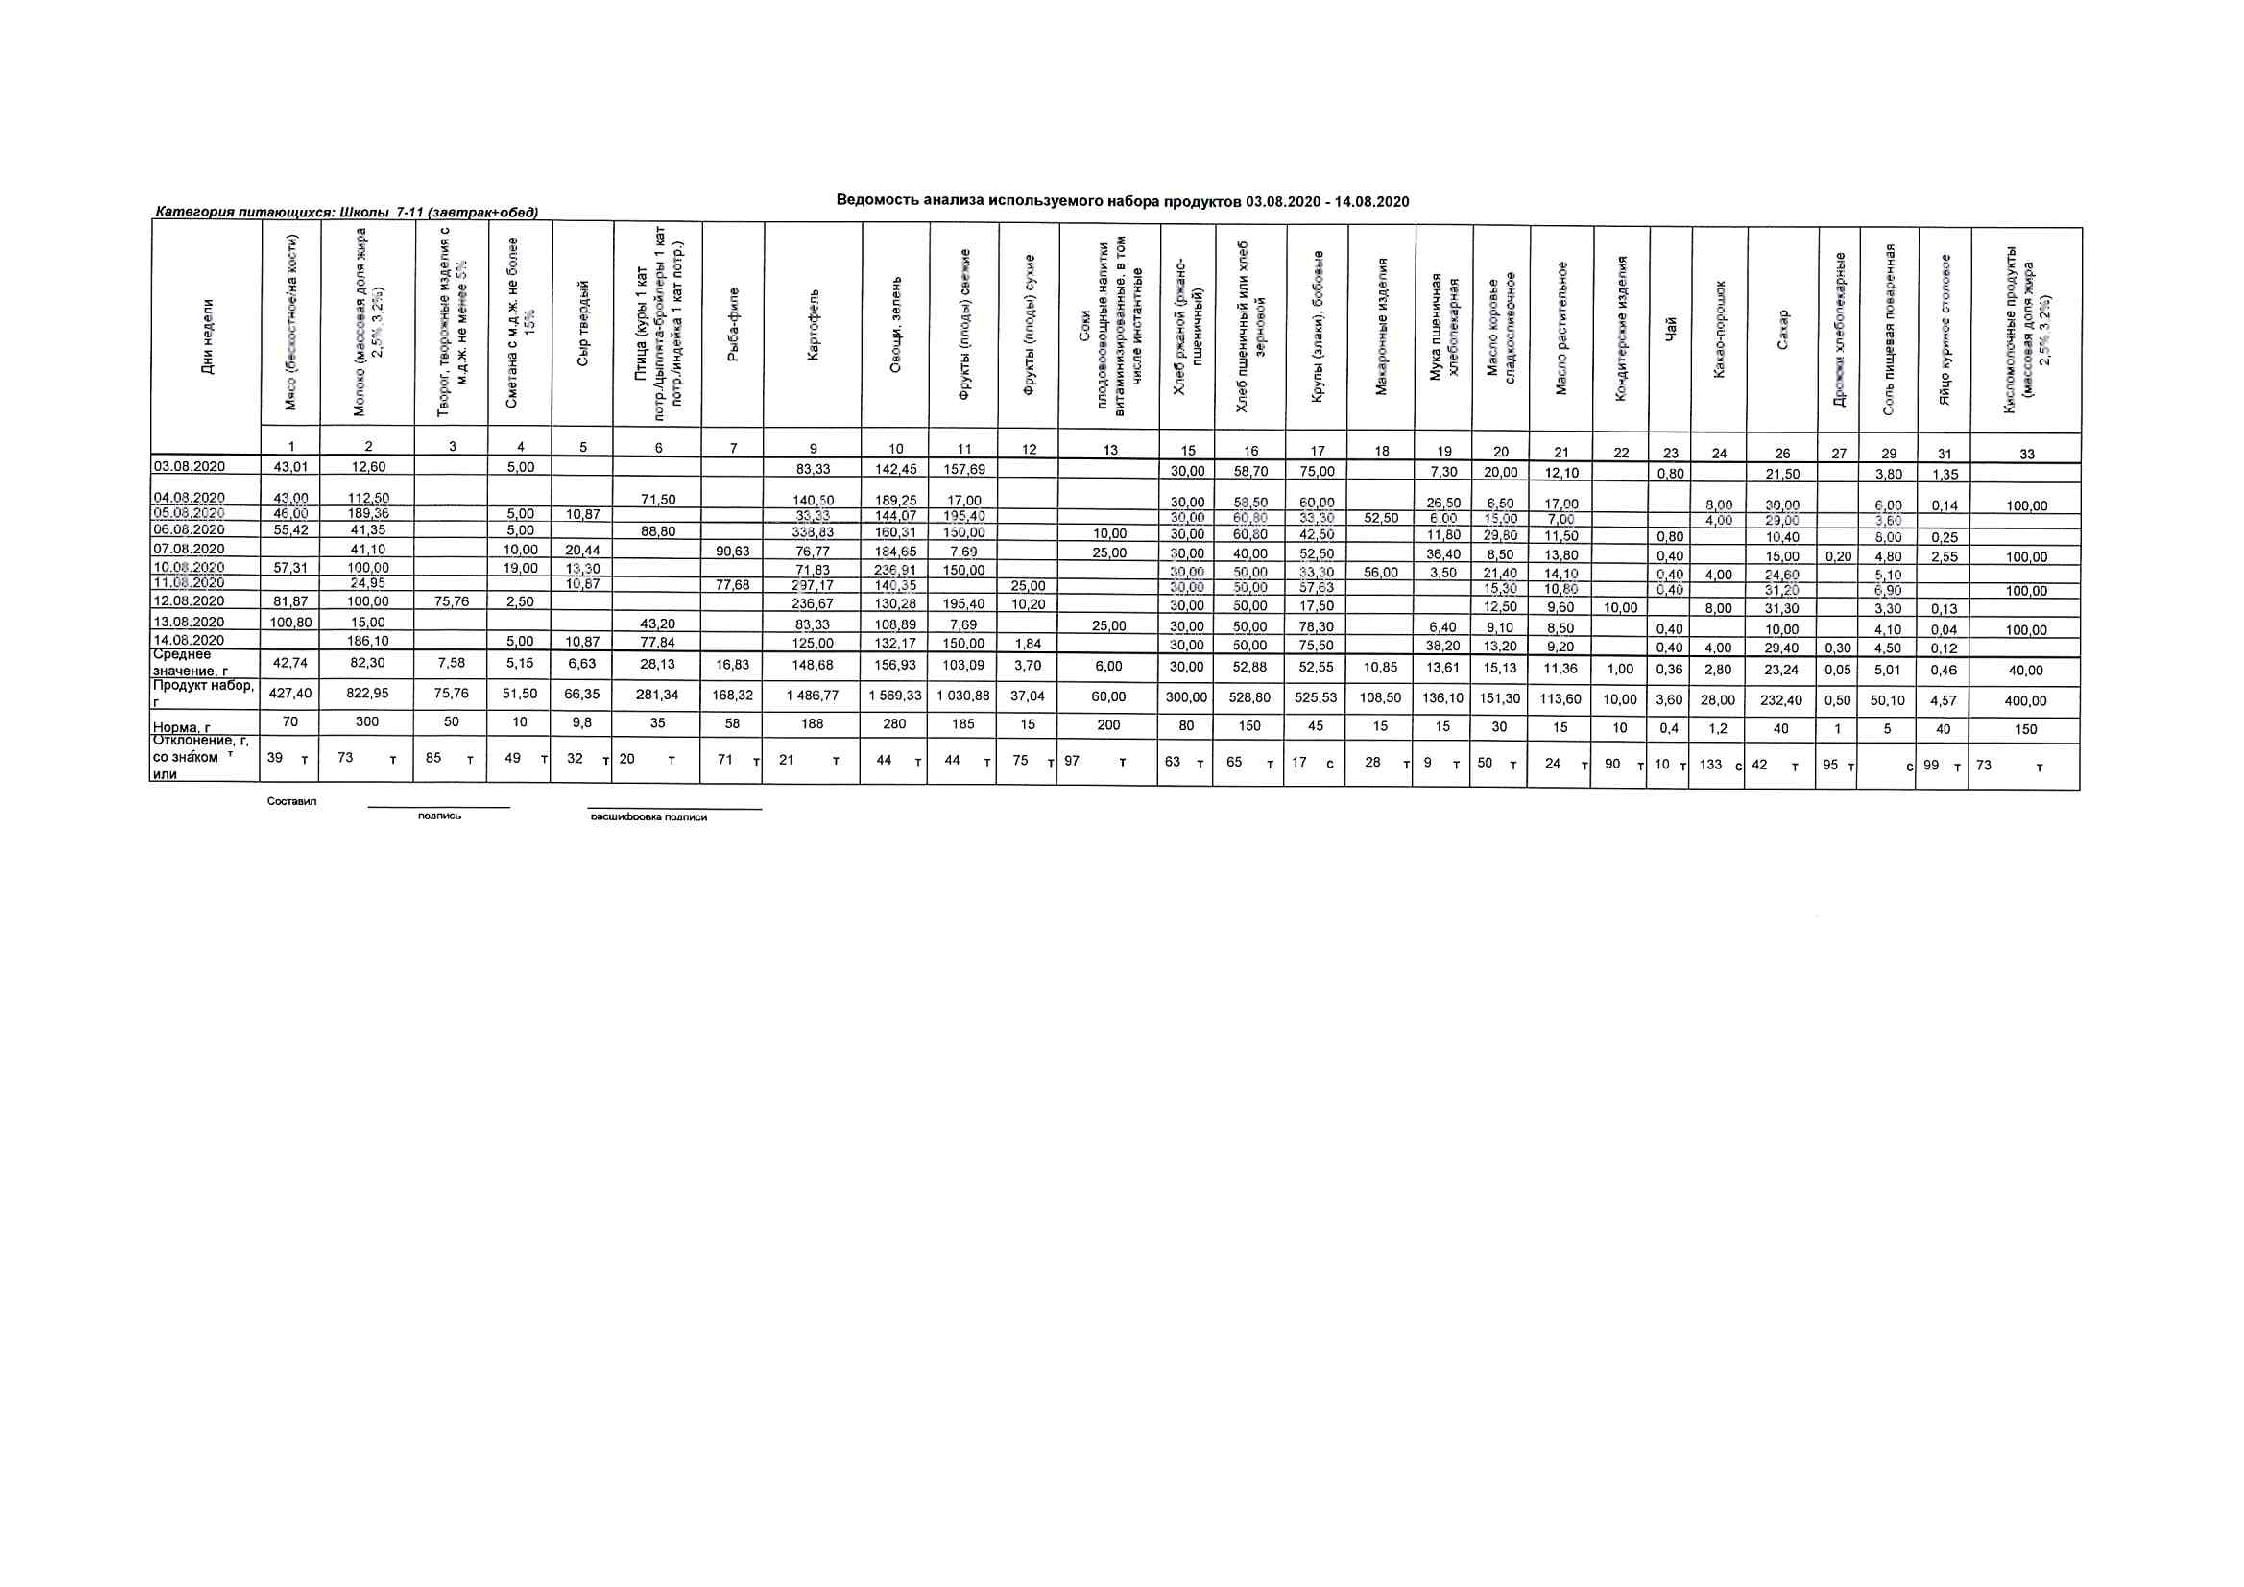 Ведомость анализа используемого набора продуктов 03.08.2020 - 14.08.2020
Категория питающихся: Школы 7-11 (завтрак+обед)
Дни недели
Мясо (бескостное/на кости)
Молоко (массовая доля жира 2,5% 3,2%)
Творог, творожные изделия с м.д.ж. не менее 5%
Сметана с м.д.ж. не более 15%
Сыр твердый
Птица (куры 1 кат потр./цыплята-бройлеры 1 кат потр./индейка 1 кат потр.)
Рыба-филе
Картофель
Овощи, зелень
Фрукты (плоды) свежие
Фрукты (плоды) сухие
Соки плодоовоовщные напитки витаминизированные, в том числе инстантные
Хлеб ржаной (ржано-пшеничный)
Хлеб пшеничный или хлеб зерновой
Крупы (злаки), бобовые
Макаронные изделия
Мука пшеничная хлебопекарная
Масло коровье сладкосливочное
Масло растительное
Кондитерские изделия
Чай
Какао-порошок
Сахар
Дрожжи хлебопекарные
Соль пищевая поваренная
Яйцо куриное столовое
Кисломолочные продукты (массовая доля жира 2,5% 3,2%)
1 2 3 4 5 6 7 9 10 11 12 13 15 16 17 18 19 20 21 22 23 24 26 27 29 31 33
03.08.2020 43,01 12,60 5,00 83,33 142,45 157,69 30,00 58,70 75,00 7,30 20,00 12,10 0,80 21,50 3,80 1,35
04.08.2020 43,00 112,50 71,50 140,50 189,25 17,00 30,00 58,50 60,00 26,50 6,50 17,00 8,00 30,00 6,00 0,14 100,00
05.08.2020 46,00 189,36 5,00 10,87 33,33 144,07 195,40 30,00 60,80 33,30 52,50 6,00 15,00 7,00 4,00 29,00 3,60
06.08.2020 55,42 41,35 5,00 88,80 338,83 160,31 150,00 10,00 30,00 60,80 42,50 11,80 29,80 11,50 0,80 10,40 8,00 0,25
07.08.2020 41,10 10,00 20,44 90,63 76,77 184,65 7,69 25,00 30,00 40,00 52,50 36,40 8,50 13,80 0,40 15,00 0,20 4,80 2,55 100,00
10.08.2020 57,31 100,00 19,00 13,30 71,83 236,91 150,00 30,00 50,00 33,30 56,00 3,50 21,40 14,10 0,40 4,00 24,60 5,10
11.08.2020 24,95 10,87 77,68 297,17 140,35 25,00 30,00 50,00 57,63 15,30 10,80 0,40 31,20 6,90 100,00
12.08.2020 81,87 100,00 75,76 2,50 236,67 130,28 195,40 10,20 30,00 50,00 17,50 12,50 9,60 10,00 8,00 31,30 3,30 0,13
13.08.2020 100,80 15,00 43,20 83,33 108,89 7,69 25,00 30,00 50,00 78,30 6,40 9,10 8,50 0,40 10,00 4,10 0,04 100,00
14.08.2020 186,10 5,00 10,87 77,84 125,00 132,17 150,00 1,84 30,00 50,00 75,50 38,20 13,20 9,20 0,40 4,00 29,40 0,30 4,50 0,12
Среднее значение, г 42,74 82,30 7,58 5,15 6,63 28,13 16,83 148,68 156,93 103,09 3,70 6,00 30,00 52,88 52,55 10,85 13,61 15,13 11,36 1,00 0,36 2,80 23,24 0,05 5,01 0,46 40,00
Продукт набор, г 427,40 822,95 75,76 51,50 66,35 281,34 168,32 1 486,77 1 569,33 1 030,88 37,04 60,00 300,00 528,80 525,53 108,50 136,10 151,30 113,60 10,00 3,60 28,00 232,40 0,50 50,10 4,57 400,00
Норма, г 70 300 50 10 9,8 35 58 188 280 185 15 200 80 150 45 15 15 30 15 10 0,4 1,2 40 1 5 40 150
Отклонение, г, со знаком т или 39 т 73 т 85 т 49 т 32 т 20 т 71 т 21 т 44 т 44 т 75 т 97 т 63 т 65 т 17 с 28 т 9 т 50 т 24 т 90 т 10 т 133 с 42 т 95 т с 99 т 73 т
Составил
подпись
расшифровка подписи